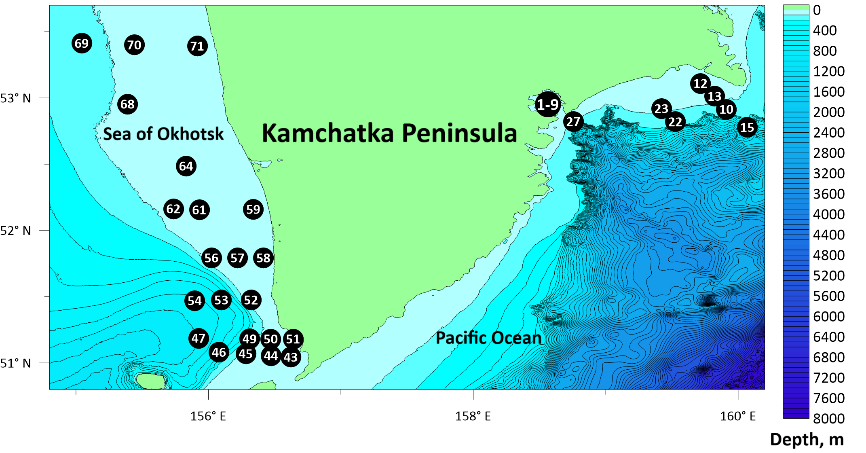 0
400
800
1200
1600
2000
2400
2800
3200
3600
4000
4400
4800
5200
5600
6000
6400
6800
7200
7600
8000
Depth, m
53° N
52° N
51° N
156° E
158° E
160° E
Sea of Okhotsk
Kamchatka Peninsula
Pacific Ocean
69 70 71
68
64
62 61 59
56 57 58
54 53 52
47 49 50 51
46 45 44 43
1-9
27
12
13
23 10
22 15